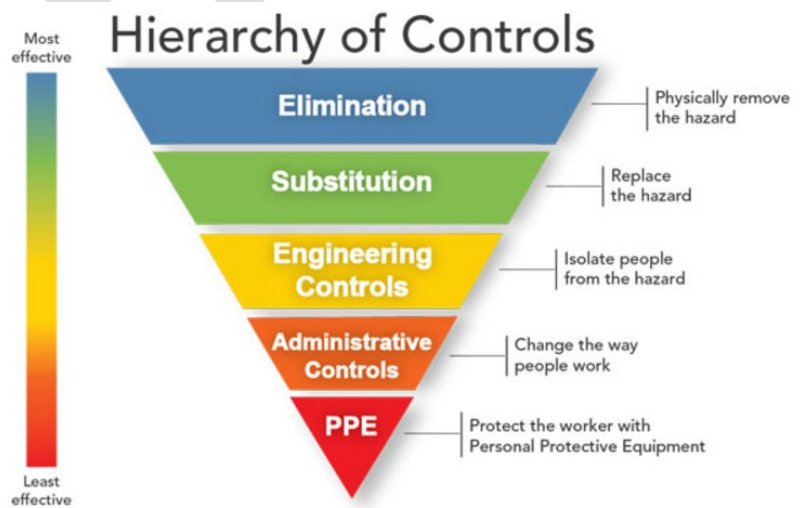 Hierarchy of Controls
Most
effective
Elimination
Physically remove
the hazard
Substitution
Replace
the hazard
Engineering
Controls
Isolate people
from the hazard
Administrative
Controls
Change the way
people work
PPE
Protect the worker with
Personal Protective Equipment
Least
effective